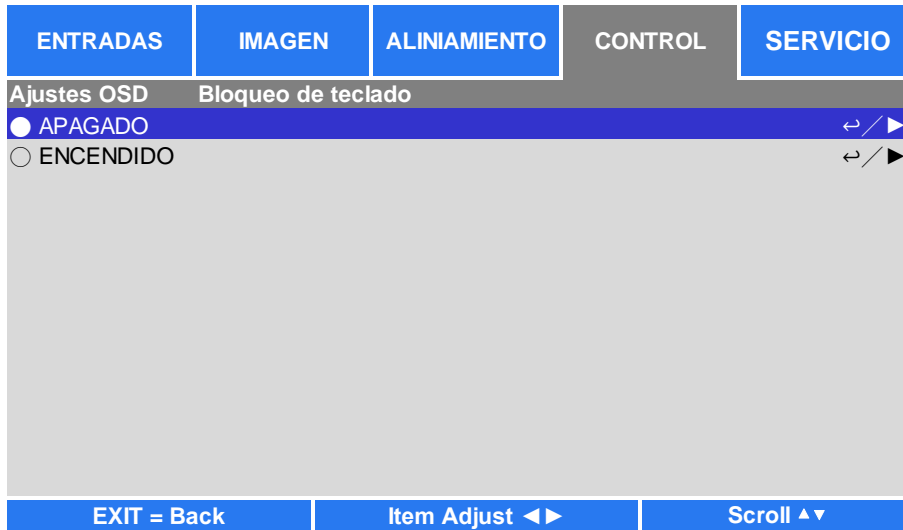 ENTRADAS IMAGEN ALINIAMIENTO CONTROL SERVICIO
Ajustes OSD Bloqueo de teclado
● APAGADO ↩／►
○ ENCENDIDO ↩／►
EXIT = Back Item Adjust ◄► Scroll ▲▼